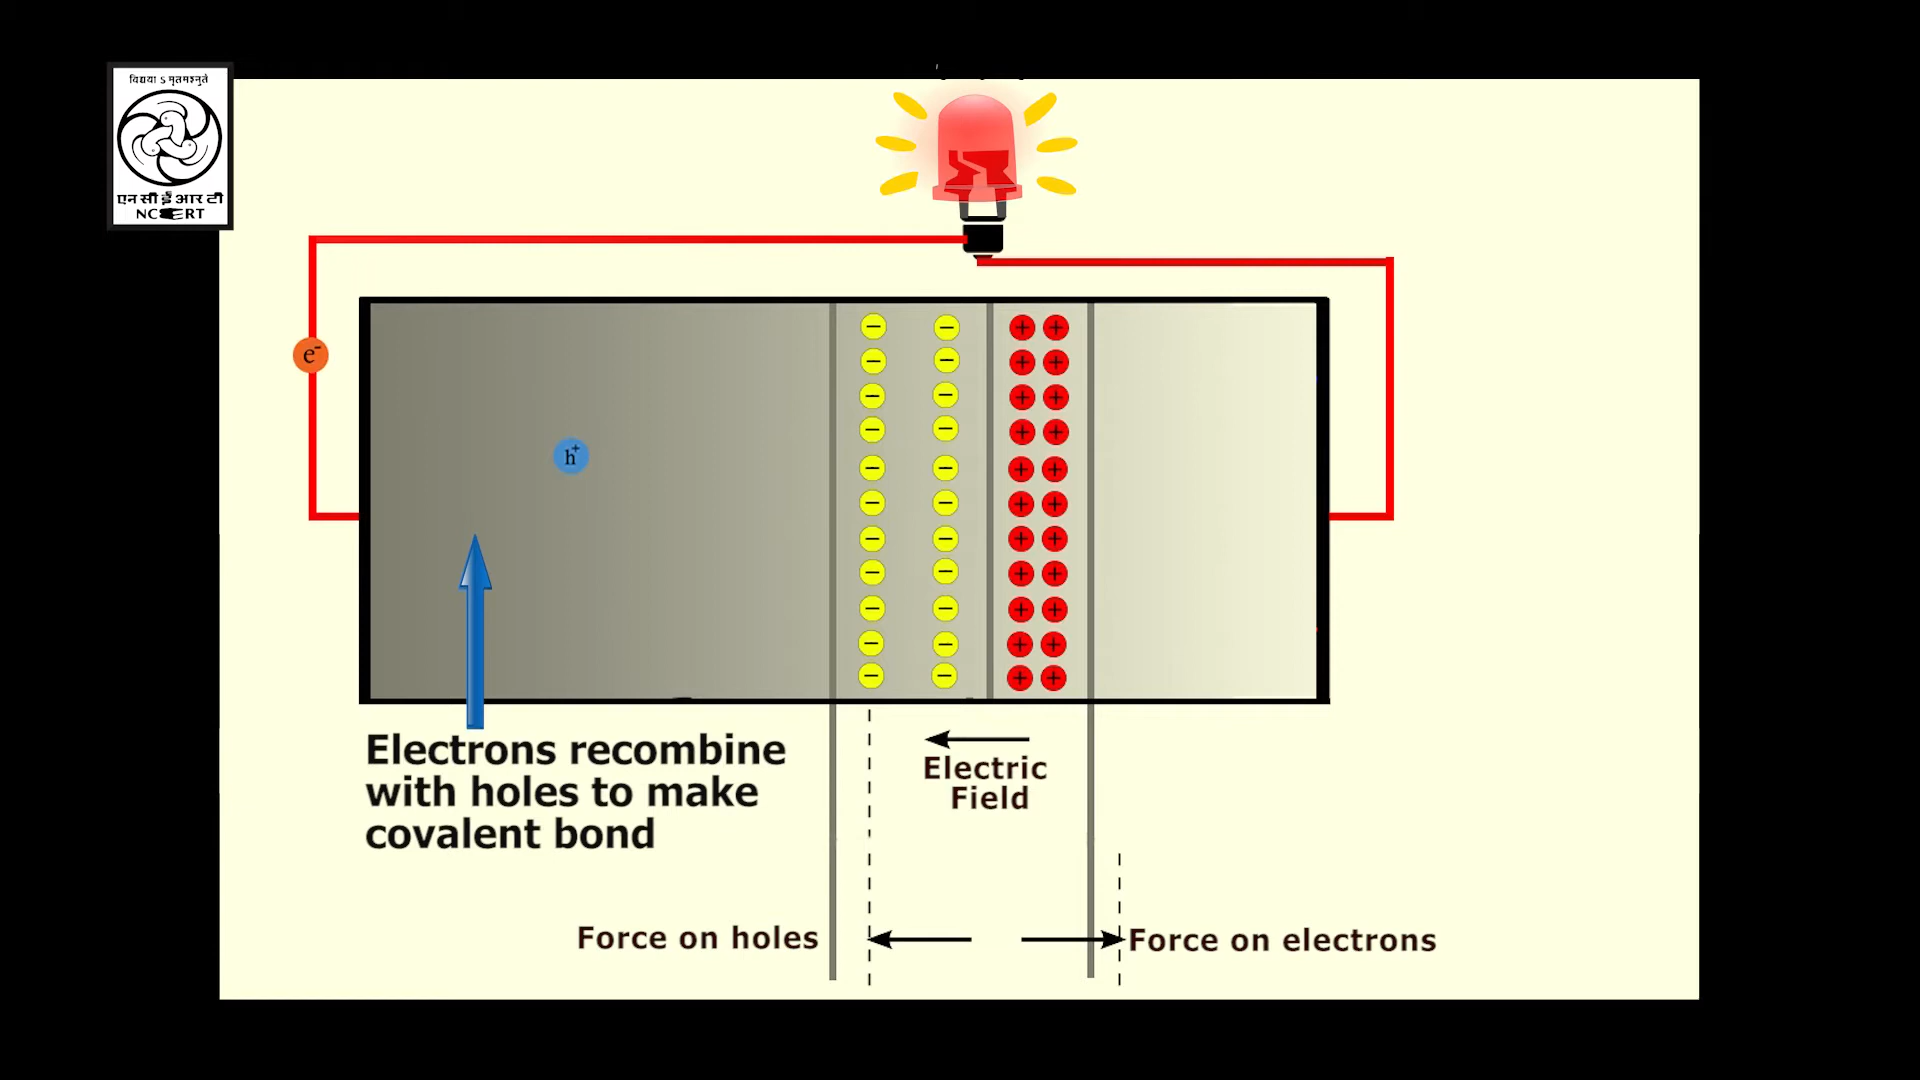 विद्यया ऽ मृतमश्नुते
एन सी ई आर टी
NCERT
e-
h+
Electrons recombine
with holes to make
covalent bond
Electric
Field
Force on holes
Force on electrons